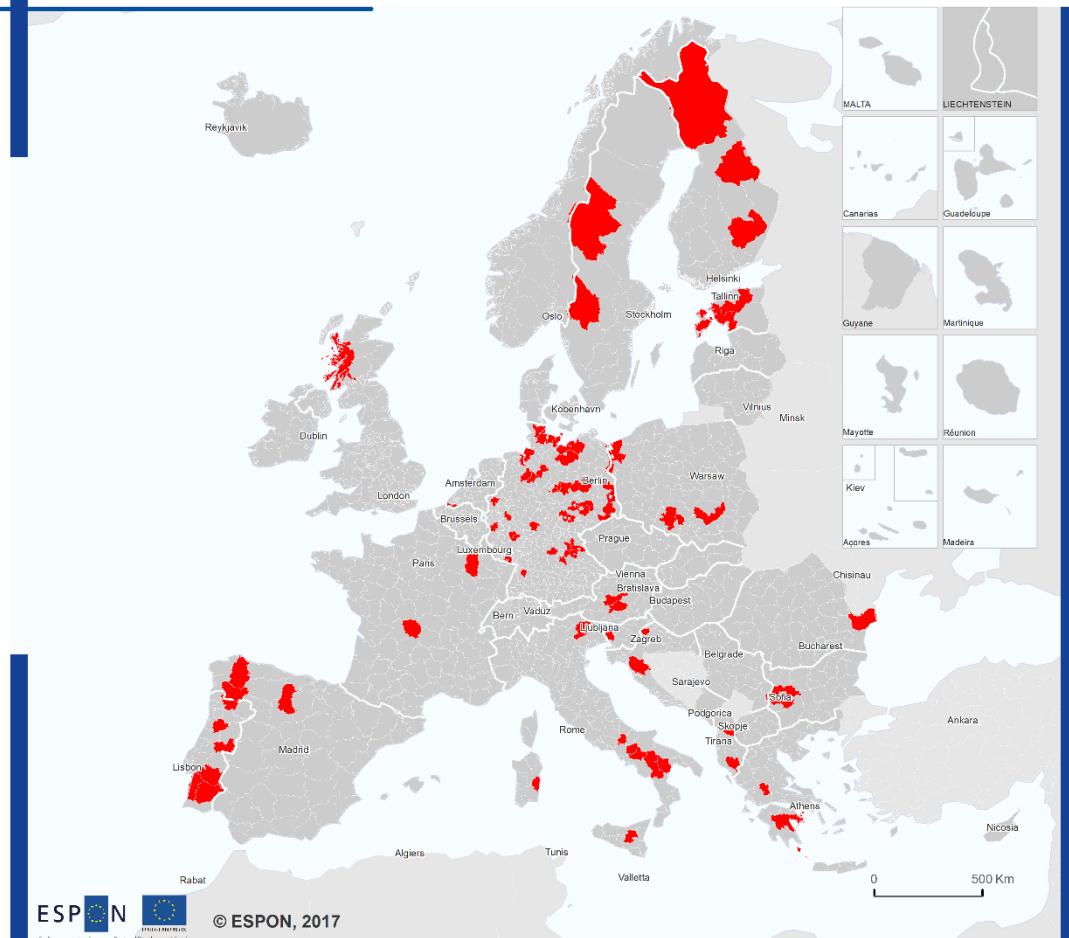 MALTA
LIECHTENSTEIN
Reykjavik
Canarias
Guadeloupe
Helsinki
Tallinn
Oslo
Stockholm
Guyane
Martinique
Riga
Kobenhavn
Vilnius
Minsk
Mayotte
Réunion
Dublin
Amsterdam
Berlin
Warsaw
London
Kiev
Brussels
Prague
Açores
Madeira
Luxembourg
Paris
Vienna
Chisinau
Bratislava
Budapest
Bern
Vaduz
Ljubljana
Zagreb
Bucharest
Belgrade
Sarajevo
Sofia
Podgorica
Skopje
Ankara
Rome
Tirana
Madrid
Lisbon
Athens
Nicosia
Algiers
Tunis
Valletta
Rabat
0 500 Km
ESPON
© ESPON, 2017